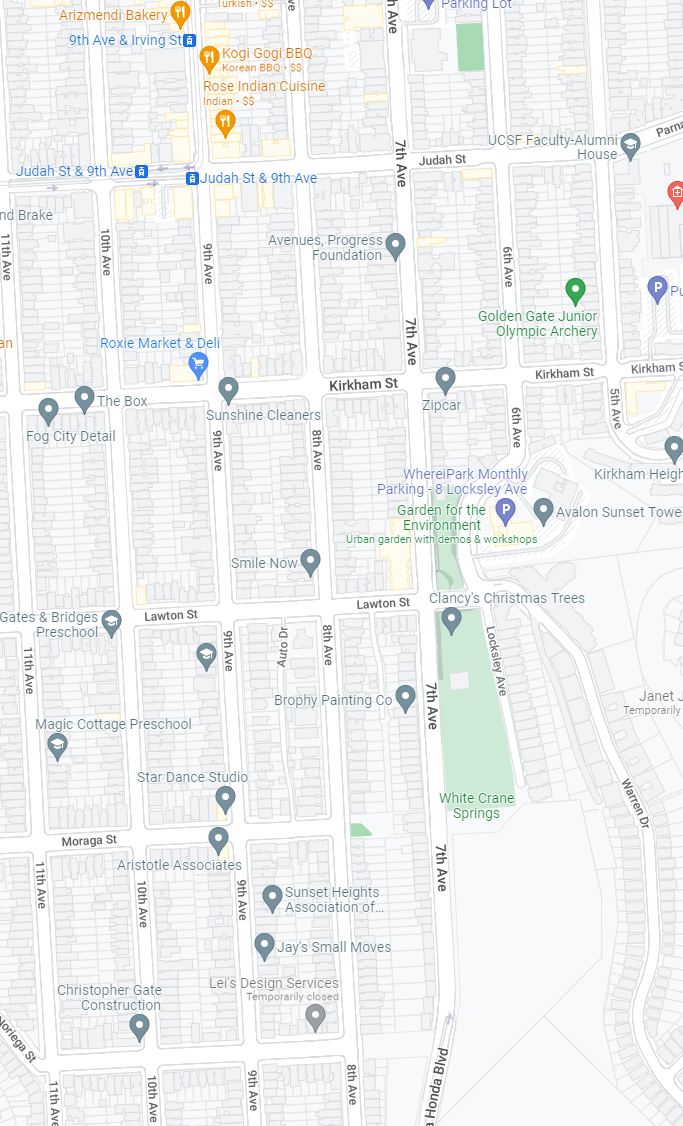 Turkish • $$
Parking Lot
Arizmendi Bakery
7th Ave
9th Ave & Irving St
Kogi Gogi BBQ
Korean BBQ • $$
Rose Indian Cuisine
Indian • $$
UCSF Faculty-Alumni
House
7th Ave
Judah St
Judah St & 9th Ave
Judah St & 9th Ave
nd Brake
11th Ave
10th Ave
9th Ave
Avenues, Progress
Foundation
6th Ave
Golden Gate Junior
Olympic Archery
7th Ave
Roxie Market & Deli
Kirkham St
Kirkham St
Kirkham S
The Box
Fog City Detail
Sunshine Cleaners
Zipcar
5th Ave
6th Ave
9th Ave
8th Ave
Kirkham Heigh
WhereiPark Monthly
Parking - 8 Locksley Ave
Garden for the
Environment
Urban garden with demos & workshops
Avalon Sunset Towe
Smile Now
Clancy's Christmas Trees
Lawton St
Lawton St
Gates & Bridges
Preschool
11th Ave
9th Ave
Auto Dr
8th Ave
Locksley Ave
7th Ave
Brophy Painting Co
Janet J
Temporarily
Magic Cottage Preschool
Star Dance Studio
White Crane
Springs
Warren Dr
Moraga St
Aristotle Associates
7th Ave
11th Ave
10th Ave
9th Ave
Sunset Heights
Association of...
Jay's Small Moves
Lei's Design Services
Temporarily closed
Christopher Gate
Construction
Noriega St
11th Ave
10th Ave
9th Ave
8th Ave
a Honda Blvd